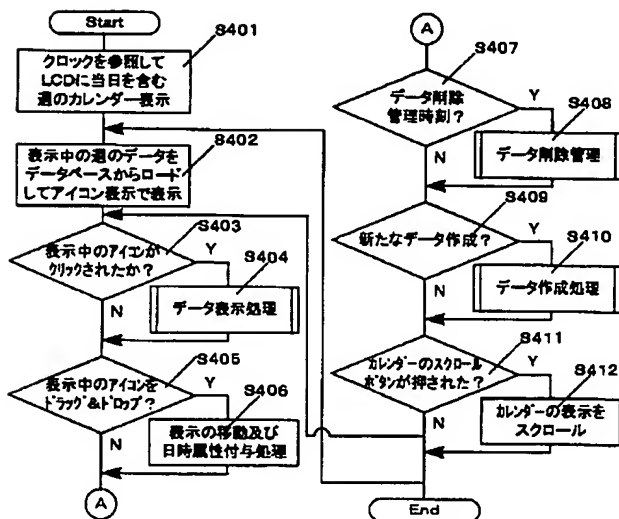 Start
S401
クロックを参照して
LCDに当日を含む
週のカレンダー表示
S402
表示中の週のデータを
データベースからロード
してアイコン表示で表示
S403
表示中のアイコンが
クリックされたか?
Y
S404
データ表示処理
N
S405
表示中のアイコンを
ドラッグ&ドロップ?
Y
S406
表示の移動及び
日時属性付与処理
N
A
A
S407
データ削除
管理時刻?
Y
S408
データ削除管理
N
S409
新たなデータ作成?
Y
S410
データ作成処理
N
S411
カレンダーのスクロール
ボタンが押された?
Y
S412
カレンダーの表示を
スクロール
N
End